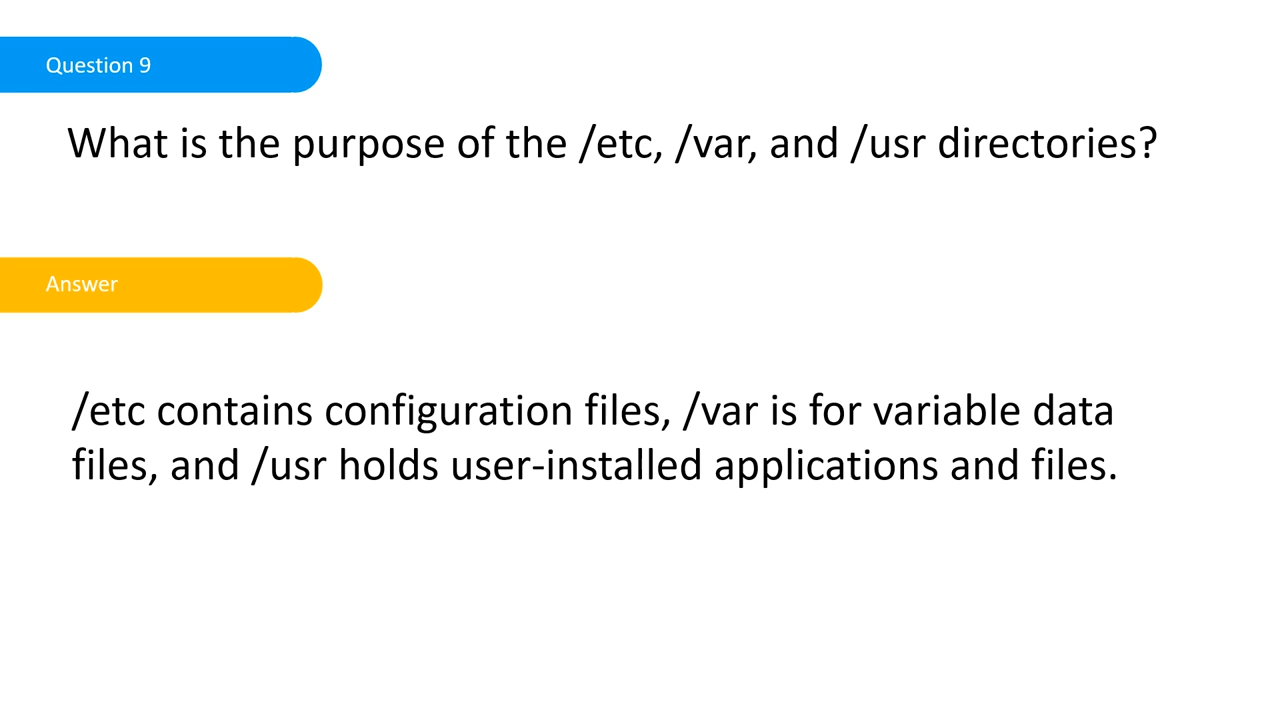 Question 9
What is the purpose of the /etc, /var, and /usr directories?
Answer
/etc contains configuration files, /var is for variable data
files, and /usr holds user-installed applications and files.